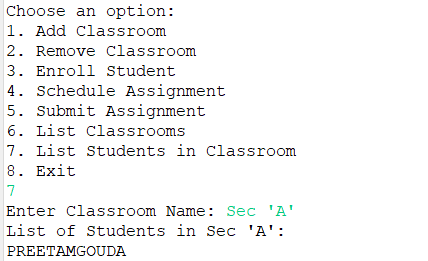 Choose an option:
1. Add Classroom
2. Remove Classroom
3. Enroll Student
4. Schedule Assignment
5. Submit Assignment
6. List Classrooms
7. List Students in Classroom
8. Exit
7
Enter Classroom Name: Sec 'A'
List of Students in Sec 'A':
PREETAMGOUDA